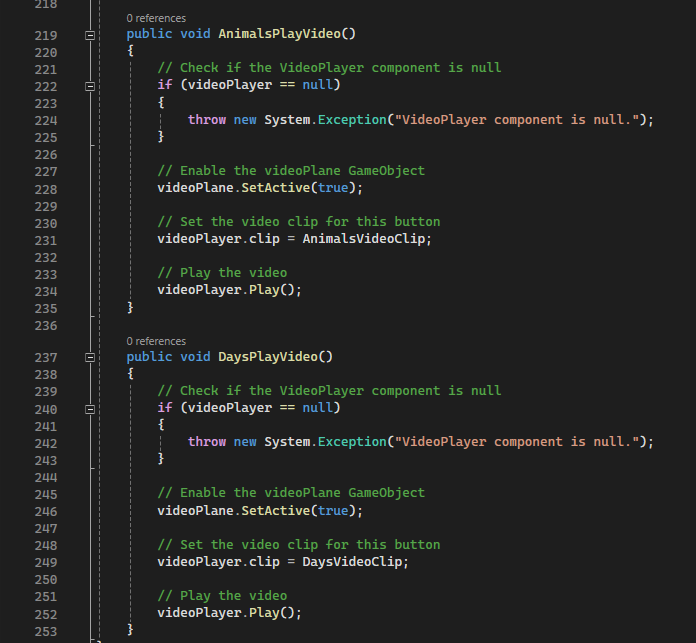 218
0 references
219 public void AnimalsPlayVideo()
220 {
221 // Check if the VideoPlayer component is null
222 if (videoPlayer == null)
223 {
224 throw new System.Exception("VideoPlayer component is null.");
225 }
226
227 // Enable the videoPlane GameObject
228 videoPlane.SetActive(true);
229
230 // Set the video clip for this button
231 videoPlayer.clip = AnimalsVideoClip;
232
233 // Play the video
234 videoPlayer.Play();
235 }
236
0 references
237 public void DaysPlayVideo()
238 {
239 // Check if the VideoPlayer component is null
240 if (videoPlayer == null)
241 {
242 throw new System.Exception("VideoPlayer component is null.");
243 }
244
245 // Enable the videoPlane GameObject
246 videoPlane.SetActive(true);
247
248 // Set the video clip for this button
249 videoPlayer.clip = DaysVideoClip;
250
251 // Play the video
252 videoPlayer.Play();
253 }